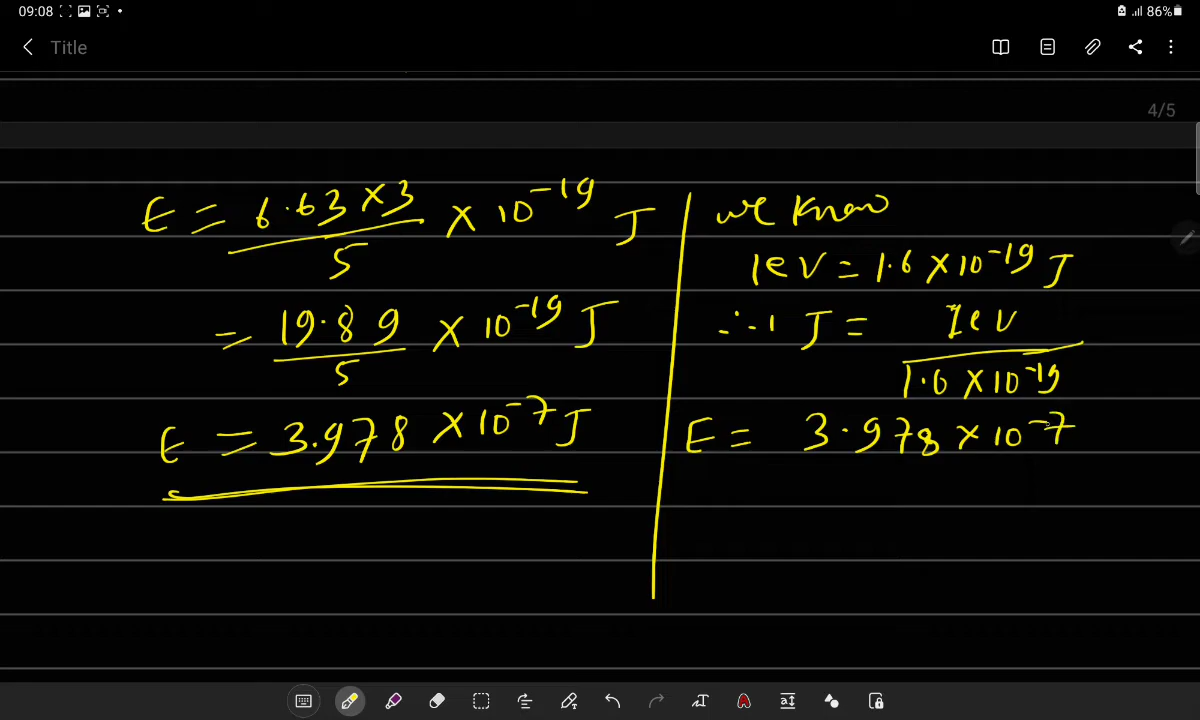 09:08 86%
Title
4/5
E = 6.63 × 3 / 5 × 10⁻¹⁹ J
= 19.89 / 5 × 10⁻¹⁹ J
E = 3.978 × 10⁻⁷ J
we know
1eV = 1.6 × 10⁻¹⁹ J
∴ 1 J = 1eV / 1.6 × 10⁻¹⁹
E = 3.978 × 10⁻⁷